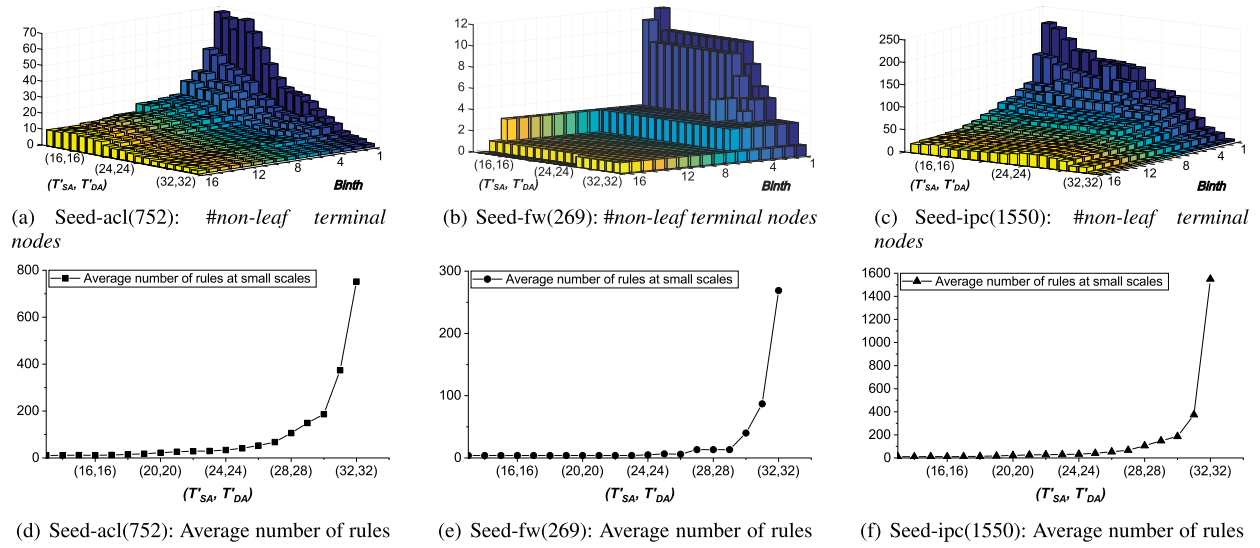 70
60
50
40
30
20
10
0
(16,16)
(24,24)
(32,32)
(T'SA, T'DA)
16
12
8
4
1
Binth
(a) Seed-acl(752): #non-leaf terminal
nodes
12
10
8
6
4
2
0
(16,16)
(24,24)
(32,32)
(T'SA, T'DA)
16
12
8
4
1
Binth
(b) Seed-fw(269): #non-leaf terminal nodes
250
200
150
100
50
0
(16,16)
(24,24)
(32,32)
(T'SA, T'DA)
16
12
8
4
1
Binth
(c) Seed-ipc(1550): #non-leaf terminal
nodes
800
600
400
200
0
Average number of rules at small scales
(16,16) (20,20) (24,24) (28,28) (32,32)
(T'SA, T'DA)
(d) Seed-acl(752): Average number of rules
300
200
100
0
Average number of rules at small scales
(16,16) (20,20) (24,24) (28,28) (32,32)
(T'SA, T'DA)
(e) Seed-fw(269): Average number of rules
1600
1400
1200
1000
800
600
400
200
0
Average number of rules at small scales
(16,16) (20,20) (24,24) (28,28) (32,32)
(T'SA, T'DA)
(f) Seed-ipc(1550): Average number of rules